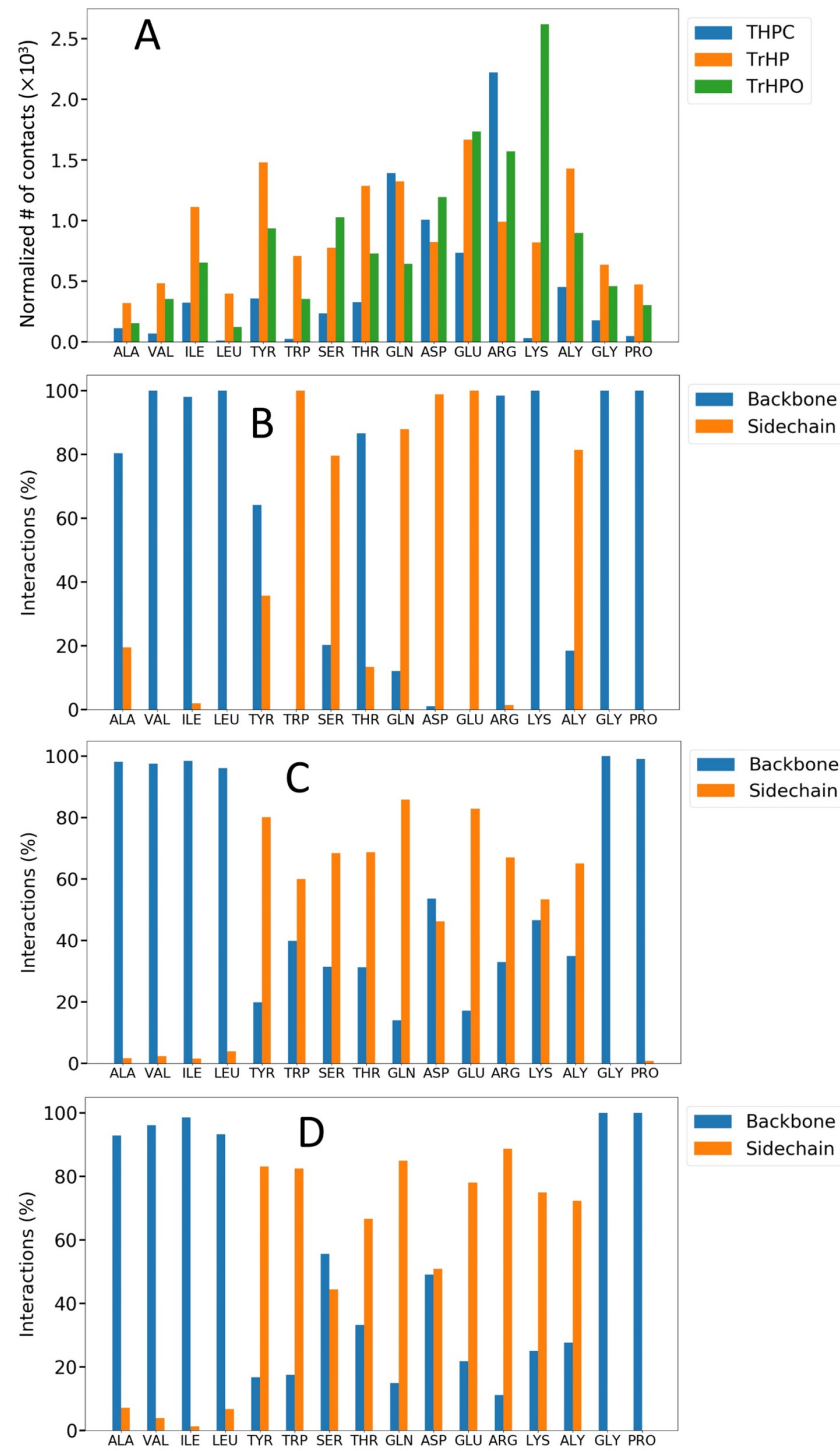 A
Normalized # of contacts (×10³)
2.5
2.0
1.5
1.0
0.5
0.0
ALA VAL ILE LEU TYR TRP SER THR GLN ASP GLU ARG LYS ALY GLY PRO
THPC
TrHP
TrHPO
B
Interactions (%)
100
80
60
40
20
0
ALA VAL ILE LEU TYR TRP SER THR GLN ASP GLU ARG LYS ALY GLY PRO
Backbone
Sidechain
C
Interactions (%)
100
80
60
40
20
0
ALA VAL ILE LEU TYR TRP SER THR GLN ASP GLU ARG LYS ALY GLY PRO
Backbone
Sidechain
D
Interactions (%)
100
80
60
40
20
0
ALA VAL ILE LEU TYR TRP SER THR GLN ASP GLU ARG LYS ALY GLY PRO
Backbone
Sidechain